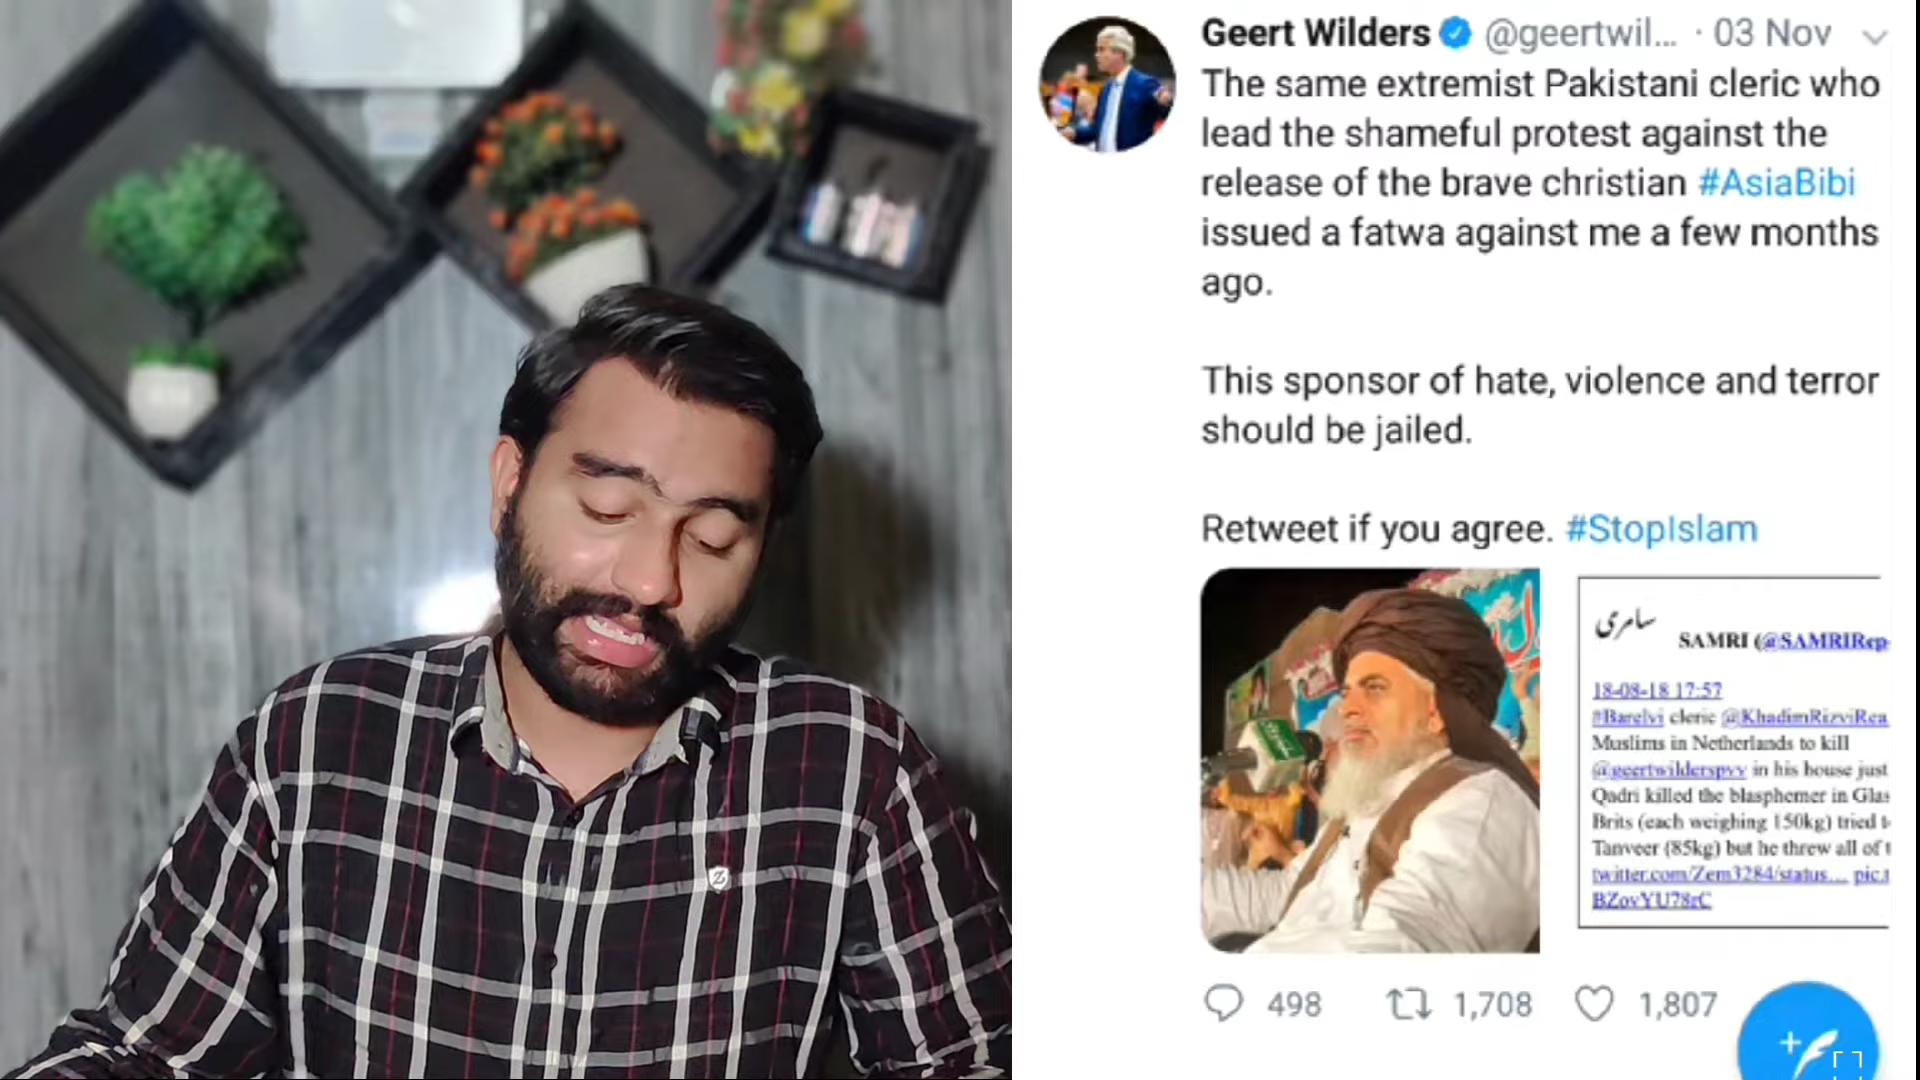 Geert Wilders @geertwil... · 03 Nov
The same extremist Pakistani cleric who
lead the shameful protest against the
release of the brave christian #AsiaBibi
issued a fatwa against me a few months
ago.
This sponsor of hate, violence and terror
should be jailed.
Retweet if you agree. #StopIslam
سامری
SAMRI (@SAMRIRep
18-08-18 17:57
#Barelvi cleric @KhadimRizviRea
Muslims in Netherlands to kill
@geertwilderspvv in his house just
Qadri killed the blasphemer in Glas
Brits (each weighing 150kg) tried t
Tanveer (85kg) but he threw all of t
twitter.com/Zem3284/status... pic.t
BZovYU78rC
498 1,708 1,807